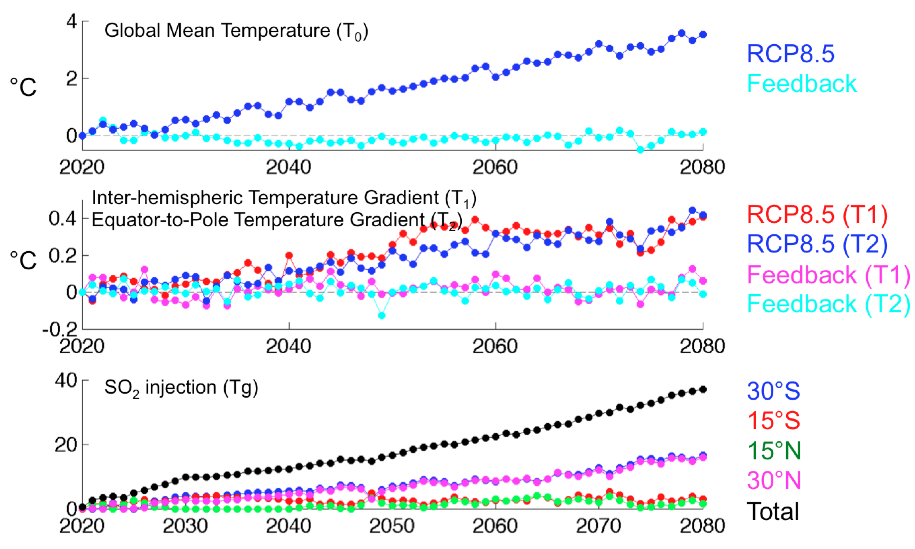 Global Mean Temperature (T0)
4
2
0
°C
2020
2040
2060
2080
RCP8.5
Feedback
Inter-hemispheric Temperature Gradient (T1)
Equator-to-Pole Temperature Gradient (T2)
0.4
0.2
0
-0.2
°C
2020
2040
2060
2080
RCP8.5 (T1)
RCP8.5 (T2)
Feedback (T1)
Feedback (T2)
SO2 injection (Tg)
40
20
0
2020
2030
2040
2050
2060
2070
2080
30°S
15°S
15°N
30°N
Total